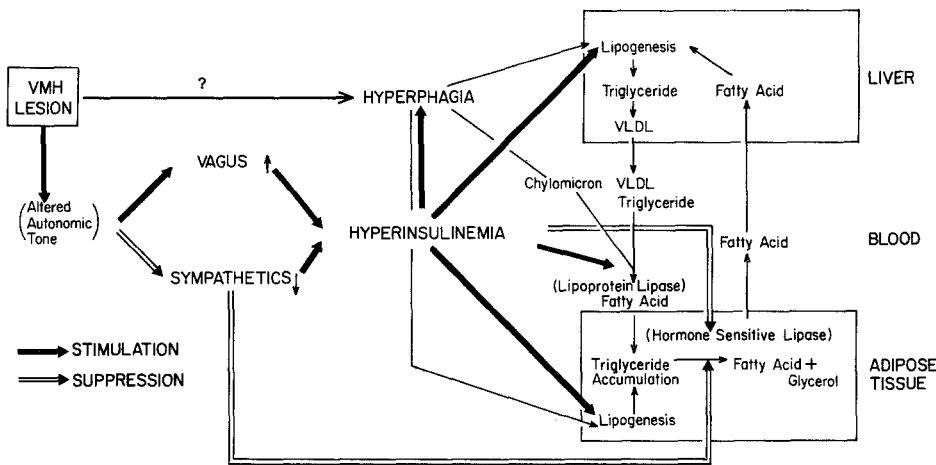 VMH
LESION
?
HYPERPHAGIA
VAGUS
(Altered
Autonomic
Tone)
HYPERINSULINEMIA
SYMPATHETICS
STIMULATION
SUPPRESSION
Lipogenesis
Triglyceride
VLDL
Fatty Acid
LIVER
Chylomicron
VLDL
Triglyceride
Fatty Acid
BLOOD
(Lipoprotein Lipase)
Fatty Acid
(Hormone Sensitive Lipase)
Triglyceride
Accumulation
Fatty Acid +
Glycerol
Lipogenesis
ADIPOSE
TISSUE